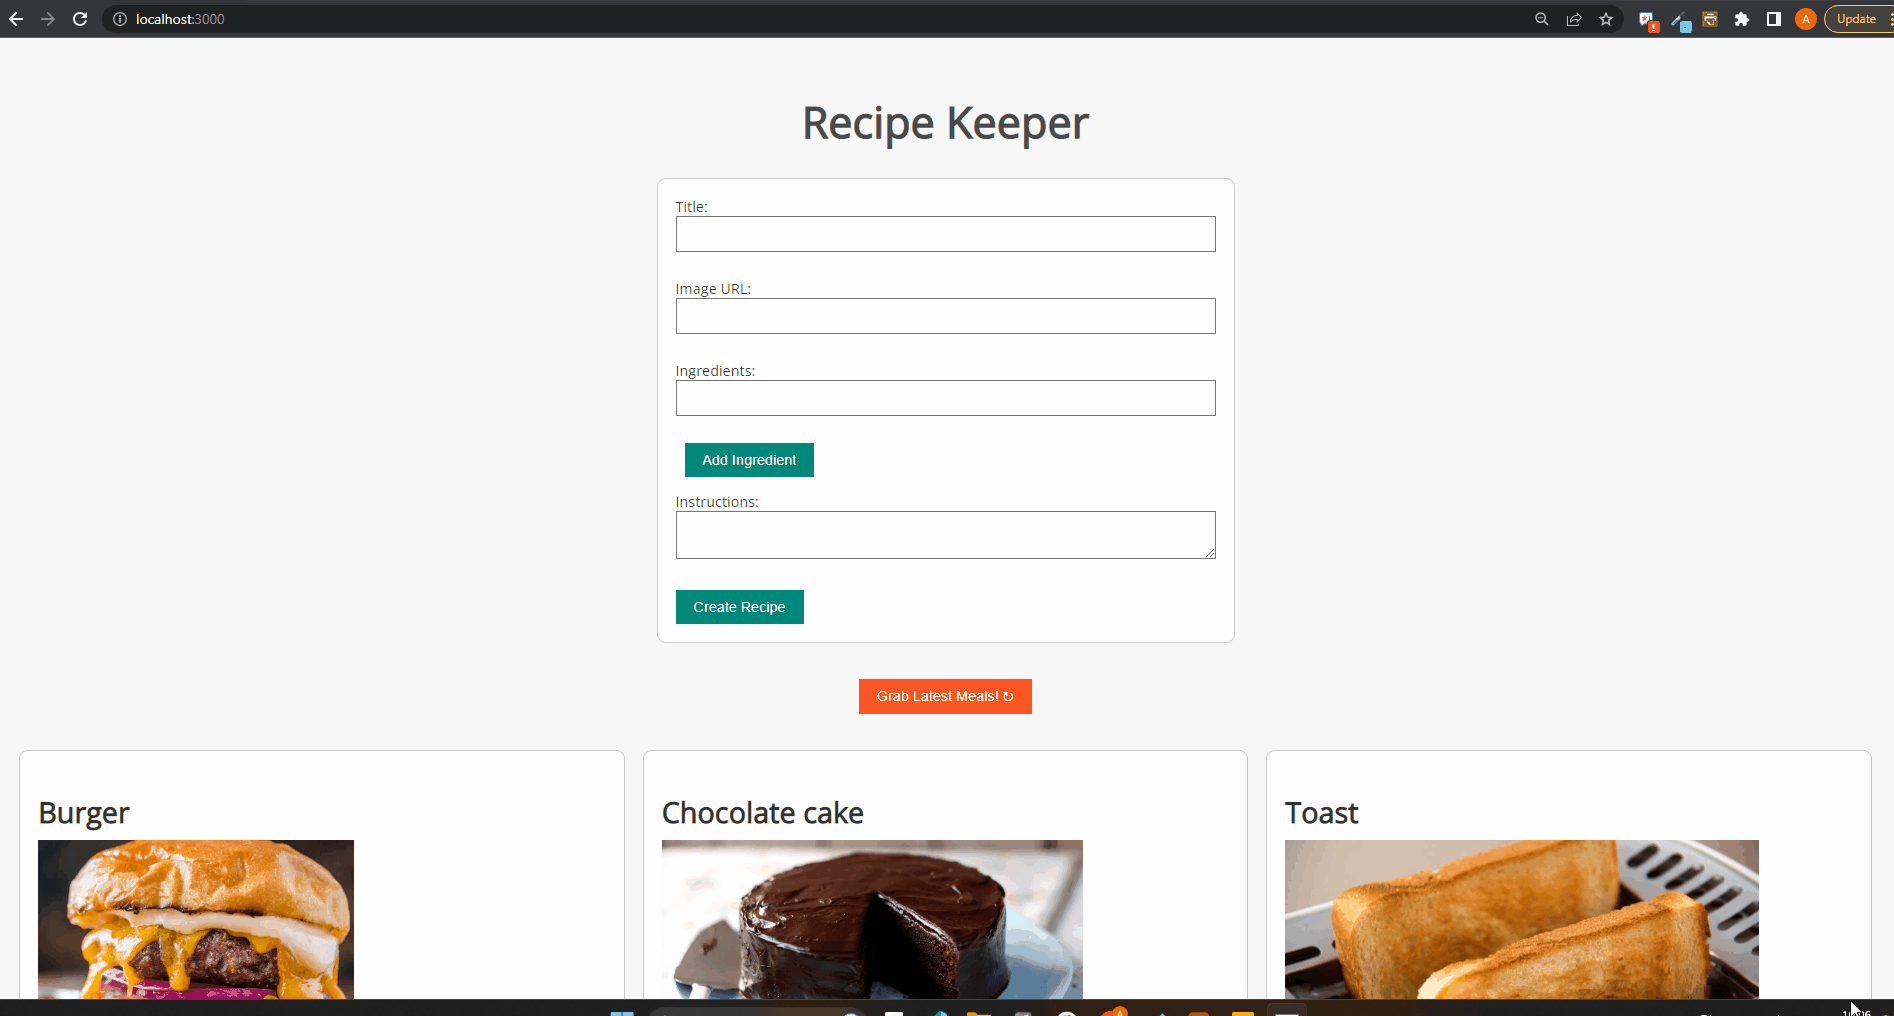 localhost:3000
A
Update
Recipe Keeper
Title:
Image URL:
Ingredients:
Add Ingredient
Instructions:
Create Recipe
Grab Latest Meals! ↻
Burger
Chocolate cake
Toast